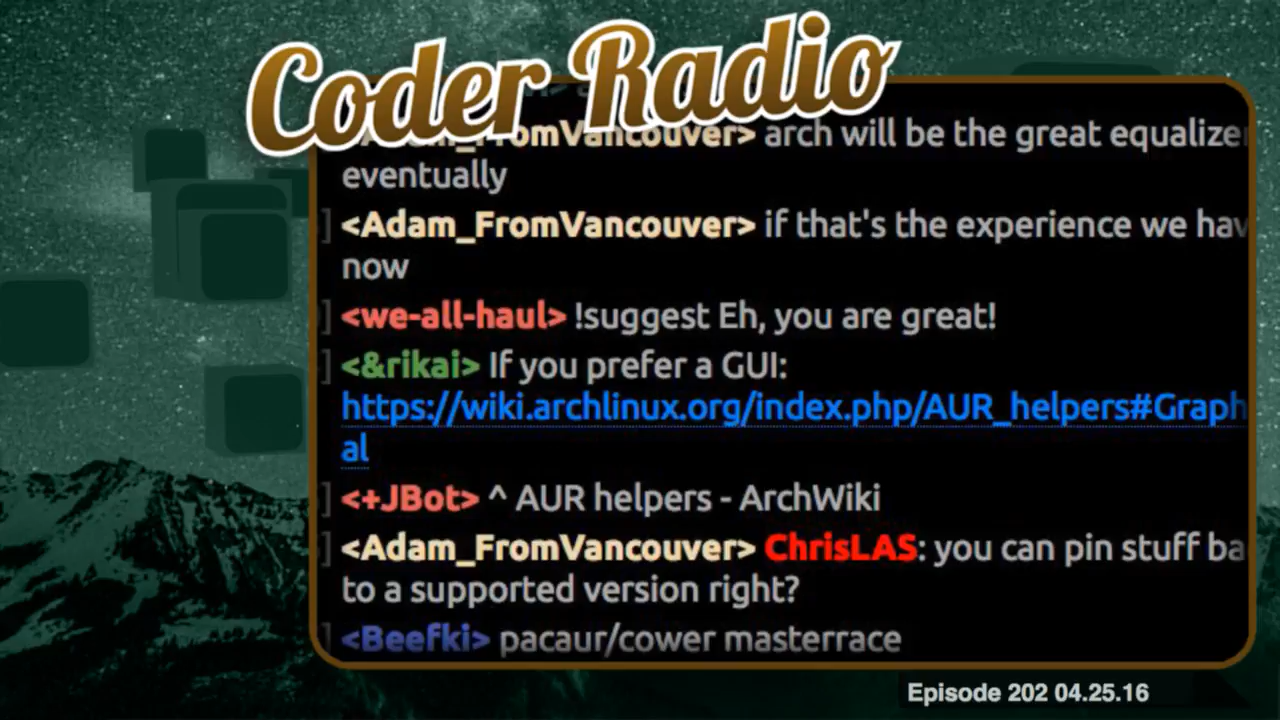 Coder Radio
omVancouver> arch will be the great equalize
eventually
<Adam_FromVancouver> if that's the experience we hav
now
<we-all-haul> !suggest Eh, you are great!
<&rikai> If you prefer a GUI:
https://wiki.archlinux.org/index.php/AUR_helpers#Graph
al
<+JBot> ^ AUR helpers - ArchWiki
<Adam_FromVancouver> ChrisLAS: you can pin stuff ba
to a supported version right?
<Beefki> pacaur/cower masterrace
Episode 202 04.25.16